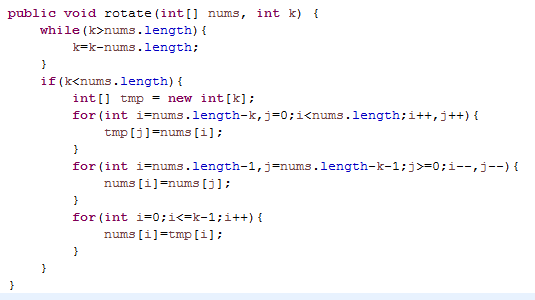 public void rotate(int[] nums, int k) {
    while(k>nums.length){
        k=k-nums.length;
    }
    if(k<nums.length){
        int[] tmp = new int[k];
        for(int i=nums.length-k,j=0;i<nums.length;i++,j++){
            tmp[j]=nums[i];
        }
        for(int i=nums.length-1,j=nums.length-k-1;j>=0;i--,j--){
            nums[i]=nums[j];
        }
        for(int i=0;i<=k-1;i++){
            nums[i]=tmp[i];
        }
    }
}